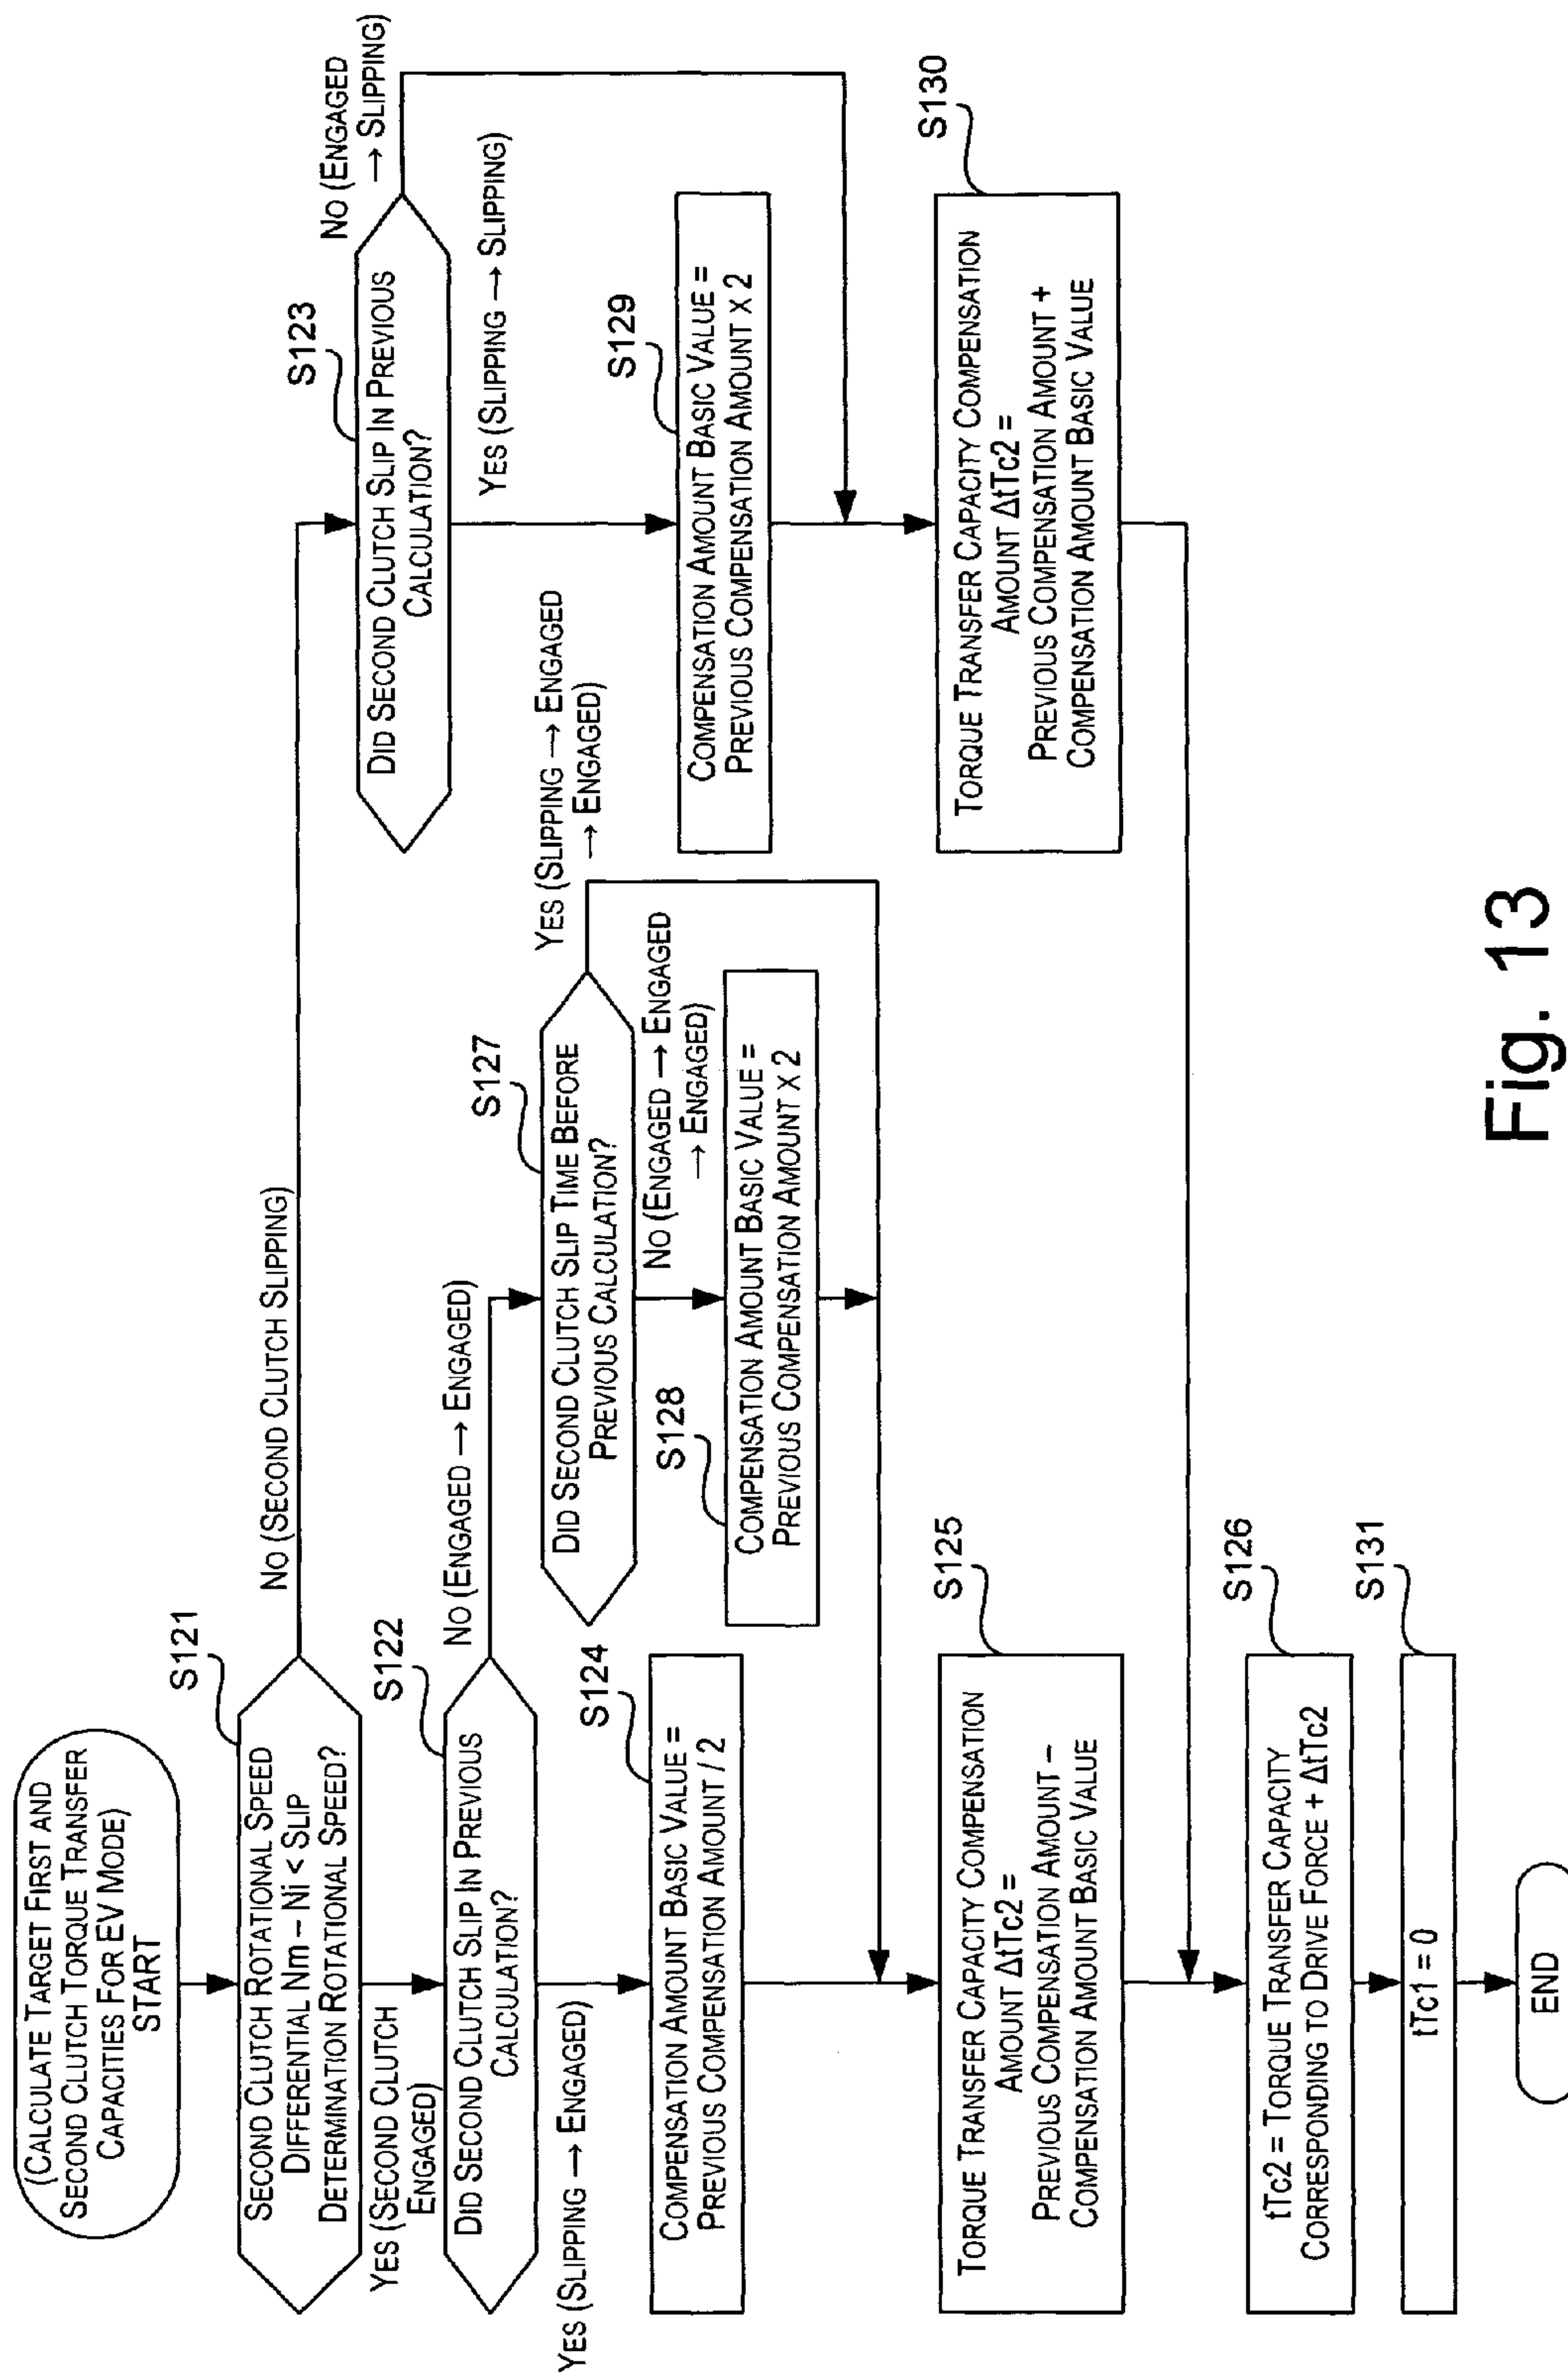 (CALCULATE TARGET FIRST AND
SECOND CLUTCH TORQUE TRANSFER
CAPACITIES FOR EV MODE)
START
S121
SECOND CLUTCH ROTATIONAL SPEED
DIFFERENTIAL Nm – Ni < SLIP
DETERMINATION ROTATIONAL SPEED?
NO (SECOND CLUTCH SLIPPING)
YES (SECOND CLUTCH
ENGAGED)
S122
DID SECOND CLUTCH SLIP IN PREVIOUS
CALCULATION?
NO (ENGAGED → ENGAGED)
YES (SLIPPING → ENGAGED)
S123
DID SECOND CLUTCH SLIP IN PREVIOUS
CALCULATION?
NO (ENGAGED
→ SLIPPING)
YES (SLIPPING → SLIPPING)
S124
COMPENSATION AMOUNT BASIC VALUE =
PREVIOUS COMPENSATION AMOUNT / 2
S127
DID SECOND CLUTCH SLIP TIME BEFORE
PREVIOUS CALCULATION?
YES (SLIPPING → ENGAGED
→ ENGAGED)
NO (ENGAGED → ENGAGED
→ ENGAGED)
S128
COMPENSATION AMOUNT BASIC VALUE =
PREVIOUS COMPENSATION AMOUNT X 2
S129
COMPENSATION AMOUNT BASIC VALUE =
PREVIOUS COMPENSATION AMOUNT X 2
S125
TORQUE TRANSFER CAPACITY COMPENSATION
AMOUNT ΔtTc2 =
PREVIOUS COMPENSATION AMOUNT –
COMPENSATION AMOUNT BASIC VALUE
S130
TORQUE TRANSFER CAPACITY COMPENSATION
AMOUNT ΔtTc2 =
PREVIOUS COMPENSATION AMOUNT +
COMPENSATION AMOUNT BASIC VALUE
S126
tTc2 = TORQUE TRANSFER CAPACITY
CORRESPONDING TO DRIVE FORCE + ΔtTc2
S131
tTc1 = 0
END
Fig. 13